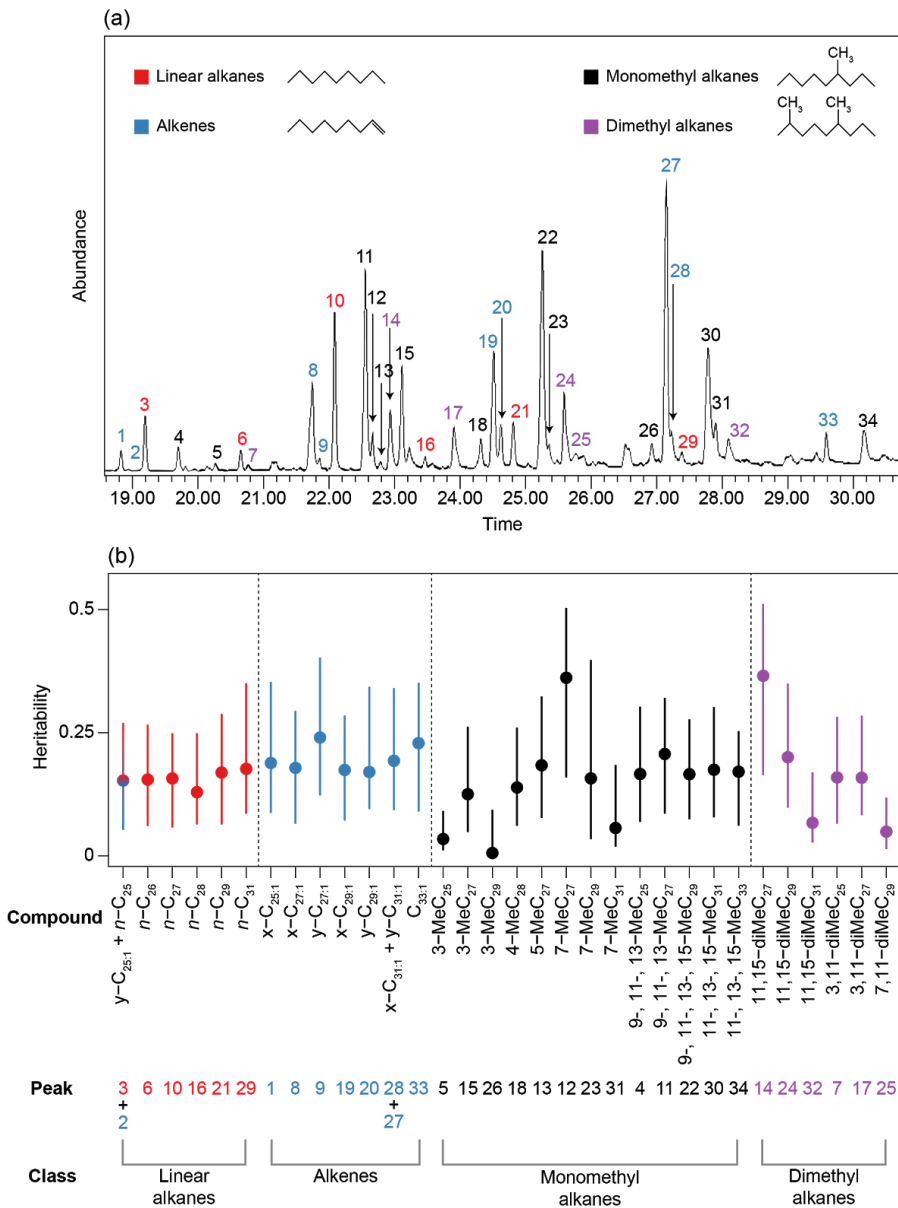 (a)
Linear alkanes
Alkenes
CH3
Monomethyl alkanes
CH3 CH3
Dimethyl alkanes
Abundance
1 2 3 4 5 6 7 8 9 10 11 12 13 14 15 16 17 18 19 20 21 22 23 24 25 26 27 28 29 30 31 32 33 34
19.00 20.00 21.00 22.00 23.00 24.00 25.00 26.00 27.00 28.00 29.00 30.00
Time
(b)
Heritability
0.5
0.25
0
Compound
y−C25:1 + n−C25
n−C26
n−C27
n−C28
n−C29
n−C31
x−C25:1
x−C27:1
y−C27:1
x−C29:1
y−C29:1
x−C31:1 + y−C31:1
C33:1
3−MeC25
3−MeC27
3−MeC29
4−MeC28
5−MeC27
7−MeC27
7−MeC29
7−MeC31
9-, 11-, 13−MeC25
9-, 11-, 13−MeC27
9-, 11-, 13-, 15−MeC29
11-, 13-, 15−MeC31
11-, 13-, 15−MeC33
11,15−diMeC27
11,15−diMeC29
11,15−diMeC31
3,11−diMeC25
3,11−diMeC27
7,11−diMeC29
Peak
3 + 2 6 10 16 21 29 1 8 9 19 20 28 + 27 33 5 15 26 18 13 12 23 31 4 11 22 30 34 14 24 32 7 17 25
Class
Linear
alkanes
Alkenes
Monomethyl
alkanes
Dimethyl
alkanes